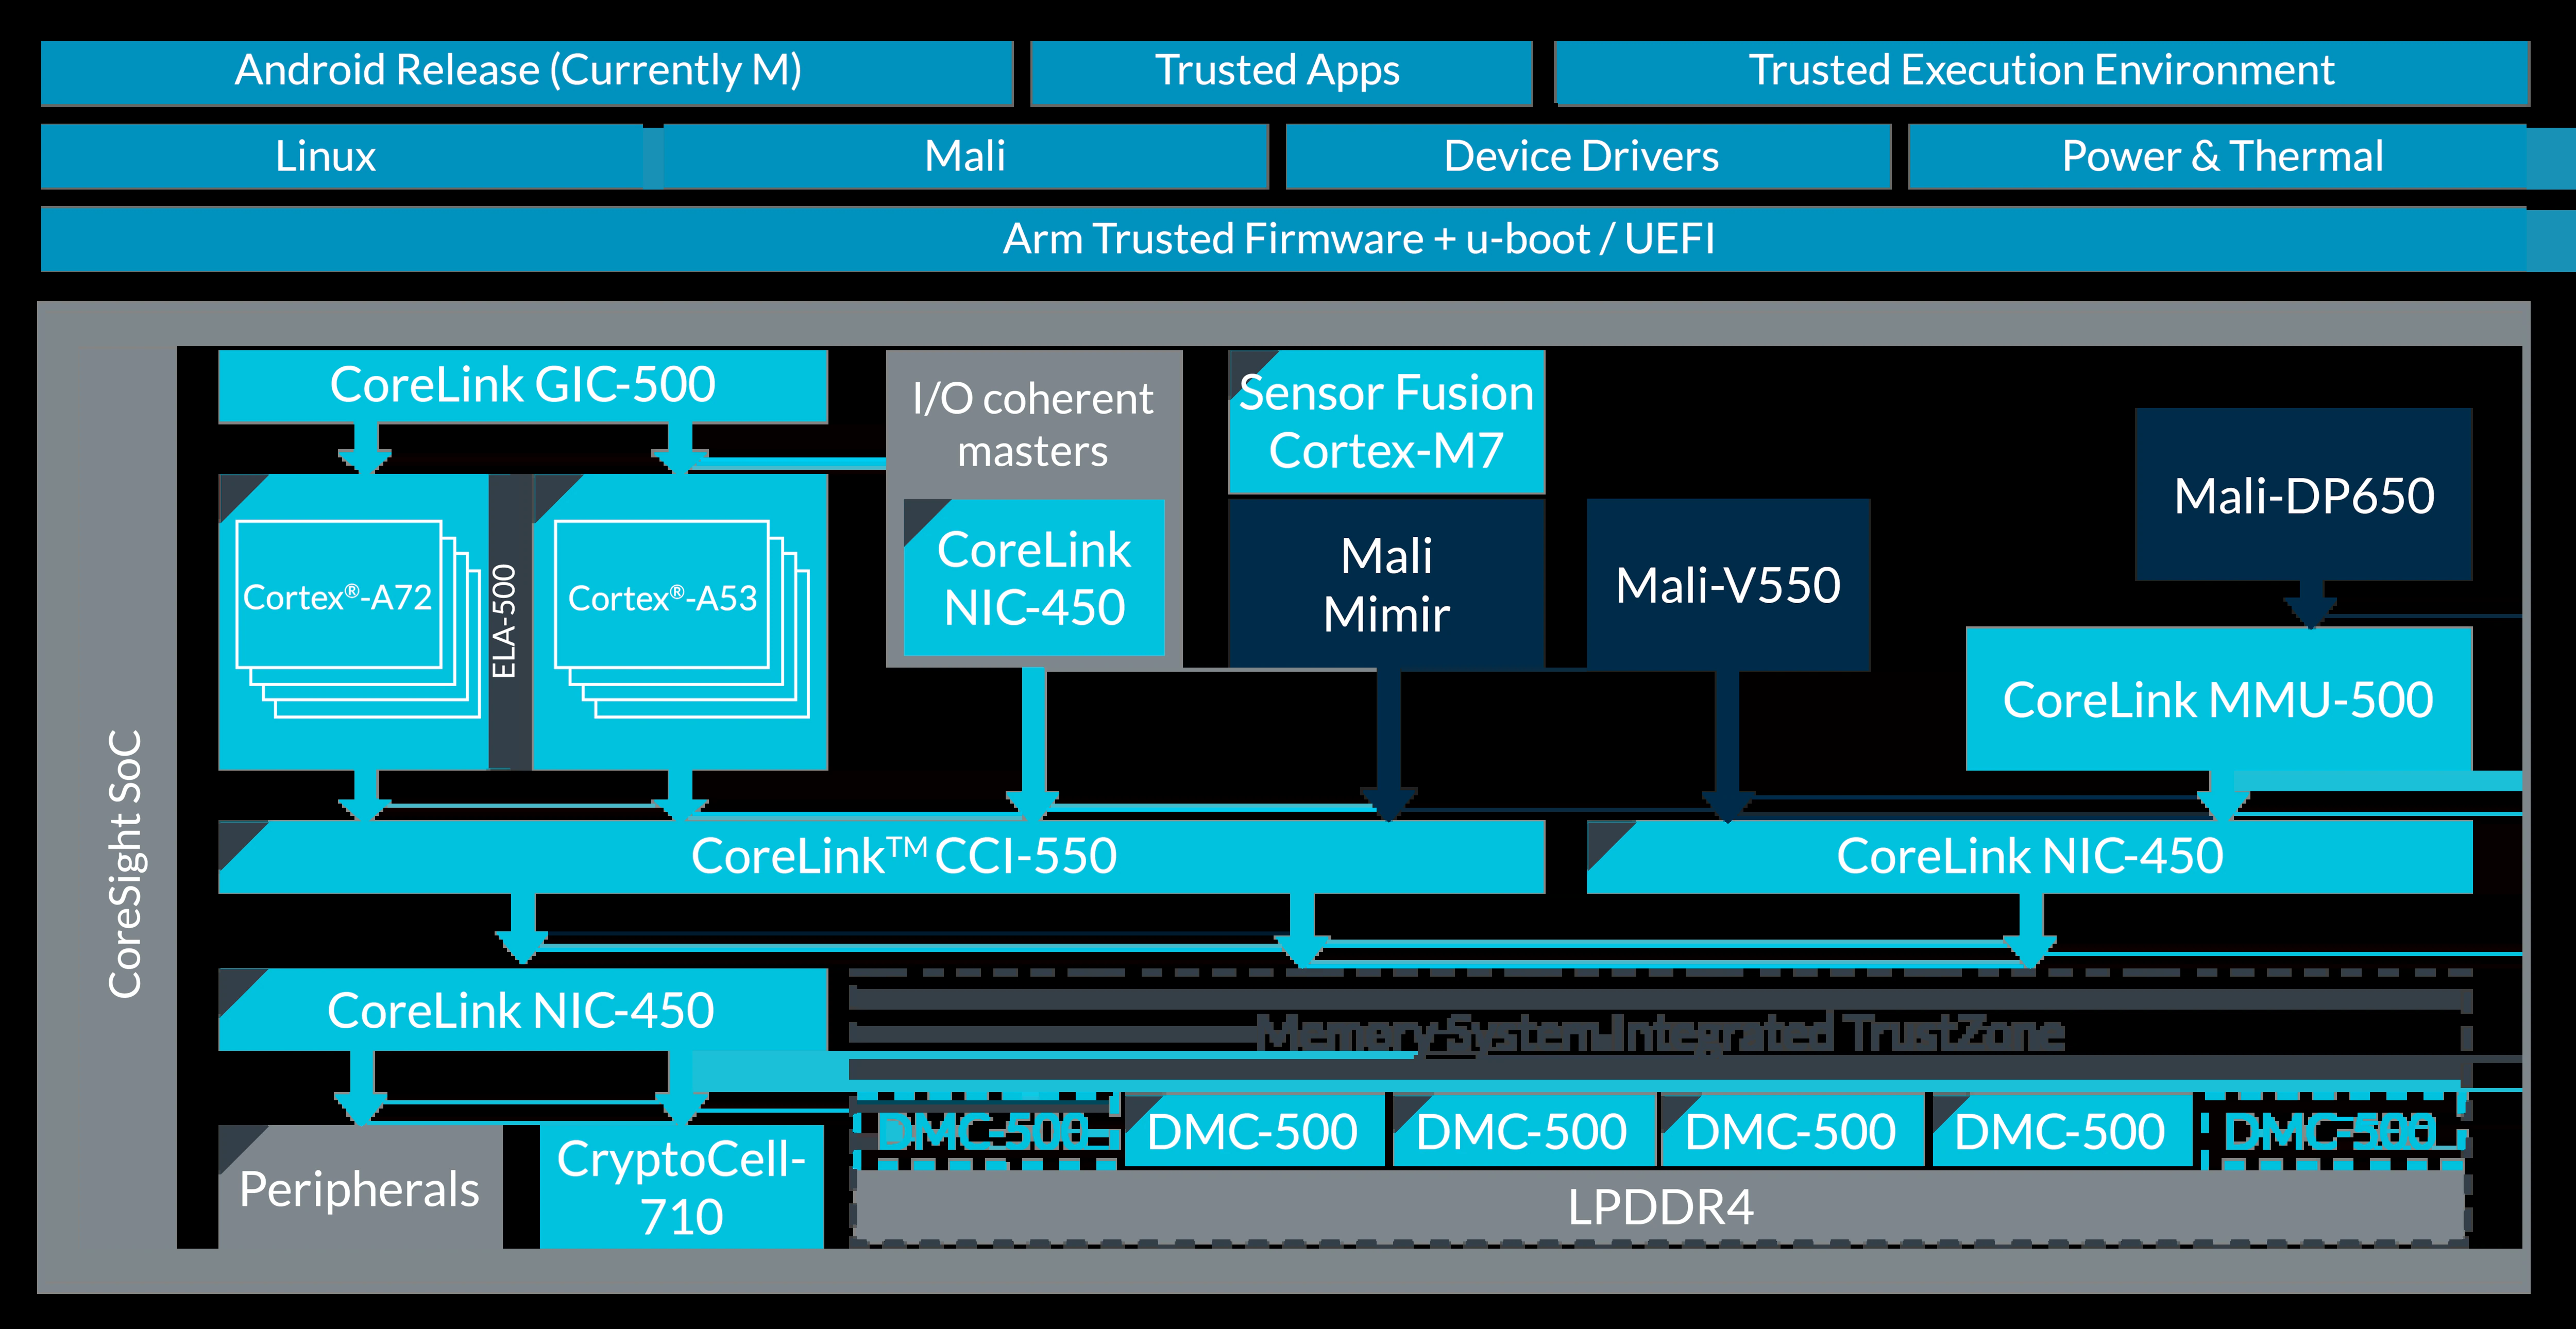 Android Release (Currently M)
Trusted Apps
Trusted Execution Environment
Linux
Mali
Device Drivers
Power & Thermal
Arm Trusted Firmware + u-boot / UEFI
CoreSight SoC
CoreLink GIC-500
I/O coherent
masters
CoreLink
NIC-450
Sensor Fusion
Cortex-M7
Mali
Mimir
Mali-V550
Mali-DP650
CoreLink MMU-500
Cortex®-A72
ELA-500
Cortex®-A53
CoreLink™ CCI-550
CoreLink NIC-450
CoreLink NIC-450
Memory System Integrated TrustZone
DMC-500
DMC-500
DMC-500
DMC-500
DMC-500
DMC-500
Peripherals
CryptoCell-
710
LPDDR4